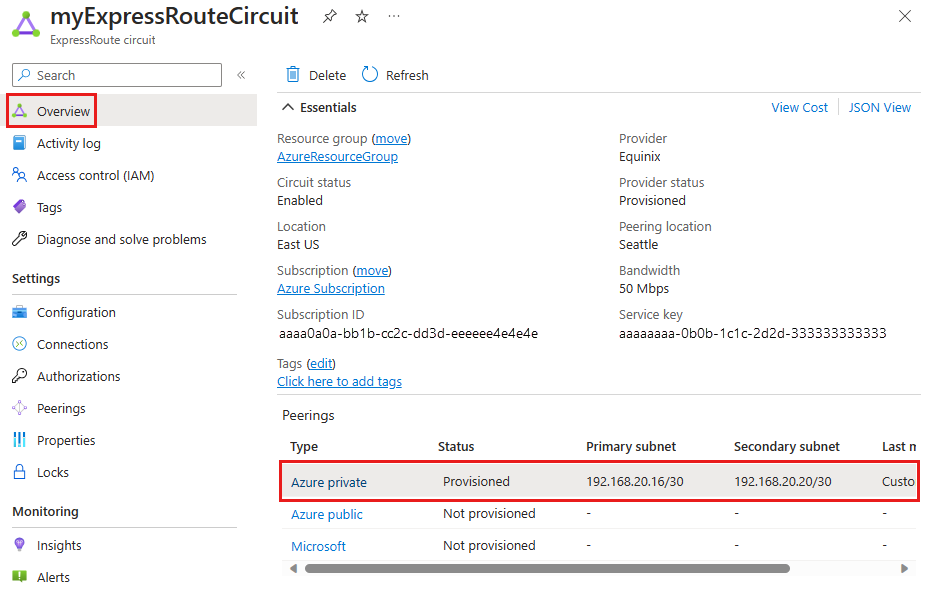 myExpressRouteCircuit
ExpressRoute circuit
Search
Overview
Activity log
Access control (IAM)
Tags
Diagnose and solve problems
Settings
Configuration
Connections
Authorizations
Peerings
Properties
Locks
Monitoring
Insights
Alerts
Delete Refresh
Essentials View Cost JSON View
Resource group (move)
AzureResourceGroup
Circuit status
Enabled
Location
East US
Subscription (move)
Azure Subscription
Subscription ID
aaaa0a0a-bb1b-cc2c-dd3d-eeeeee4e4e4e
Provider
Equinix
Provider status
Provisioned
Peering location
Seattle
Bandwidth
50 Mbps
Service key
aaaaaaaa-0b0b-1c1c-2d2d-333333333333
Tags (edit)
Click here to add tags
Peerings
Type Status Primary subnet Secondary subnet Last m
Azure private Provisioned 192.168.20.16/30 192.168.20.20/30 Custo
Azure public Not provisioned - - -
Microsoft Not provisioned - - -